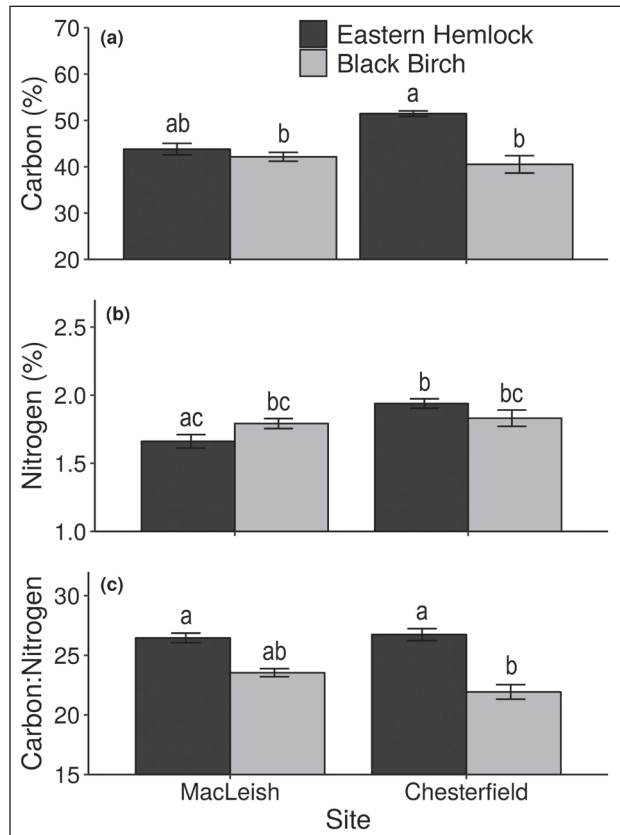 (a)
Eastern Hemlock
Black Birch
Carbon (%)
70
60
50
40
30
20
ab
b
a
b
(b)
Nitrogen (%)
2.5
2.0
1.5
1.0
ac
bc
b
bc
(c)
Carbon:Nitrogen
30
25
20
15
a
ab
a
b
MacLeish
Chesterfield
Site